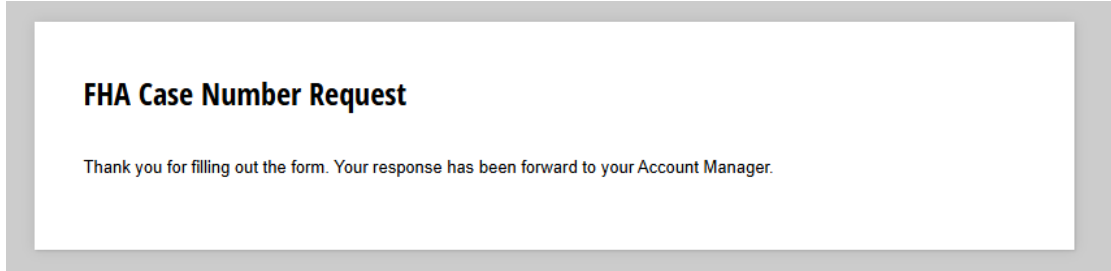 FHA Case Number Request
Thank you for filling out the form. Your response has been forward to your Account Manager.